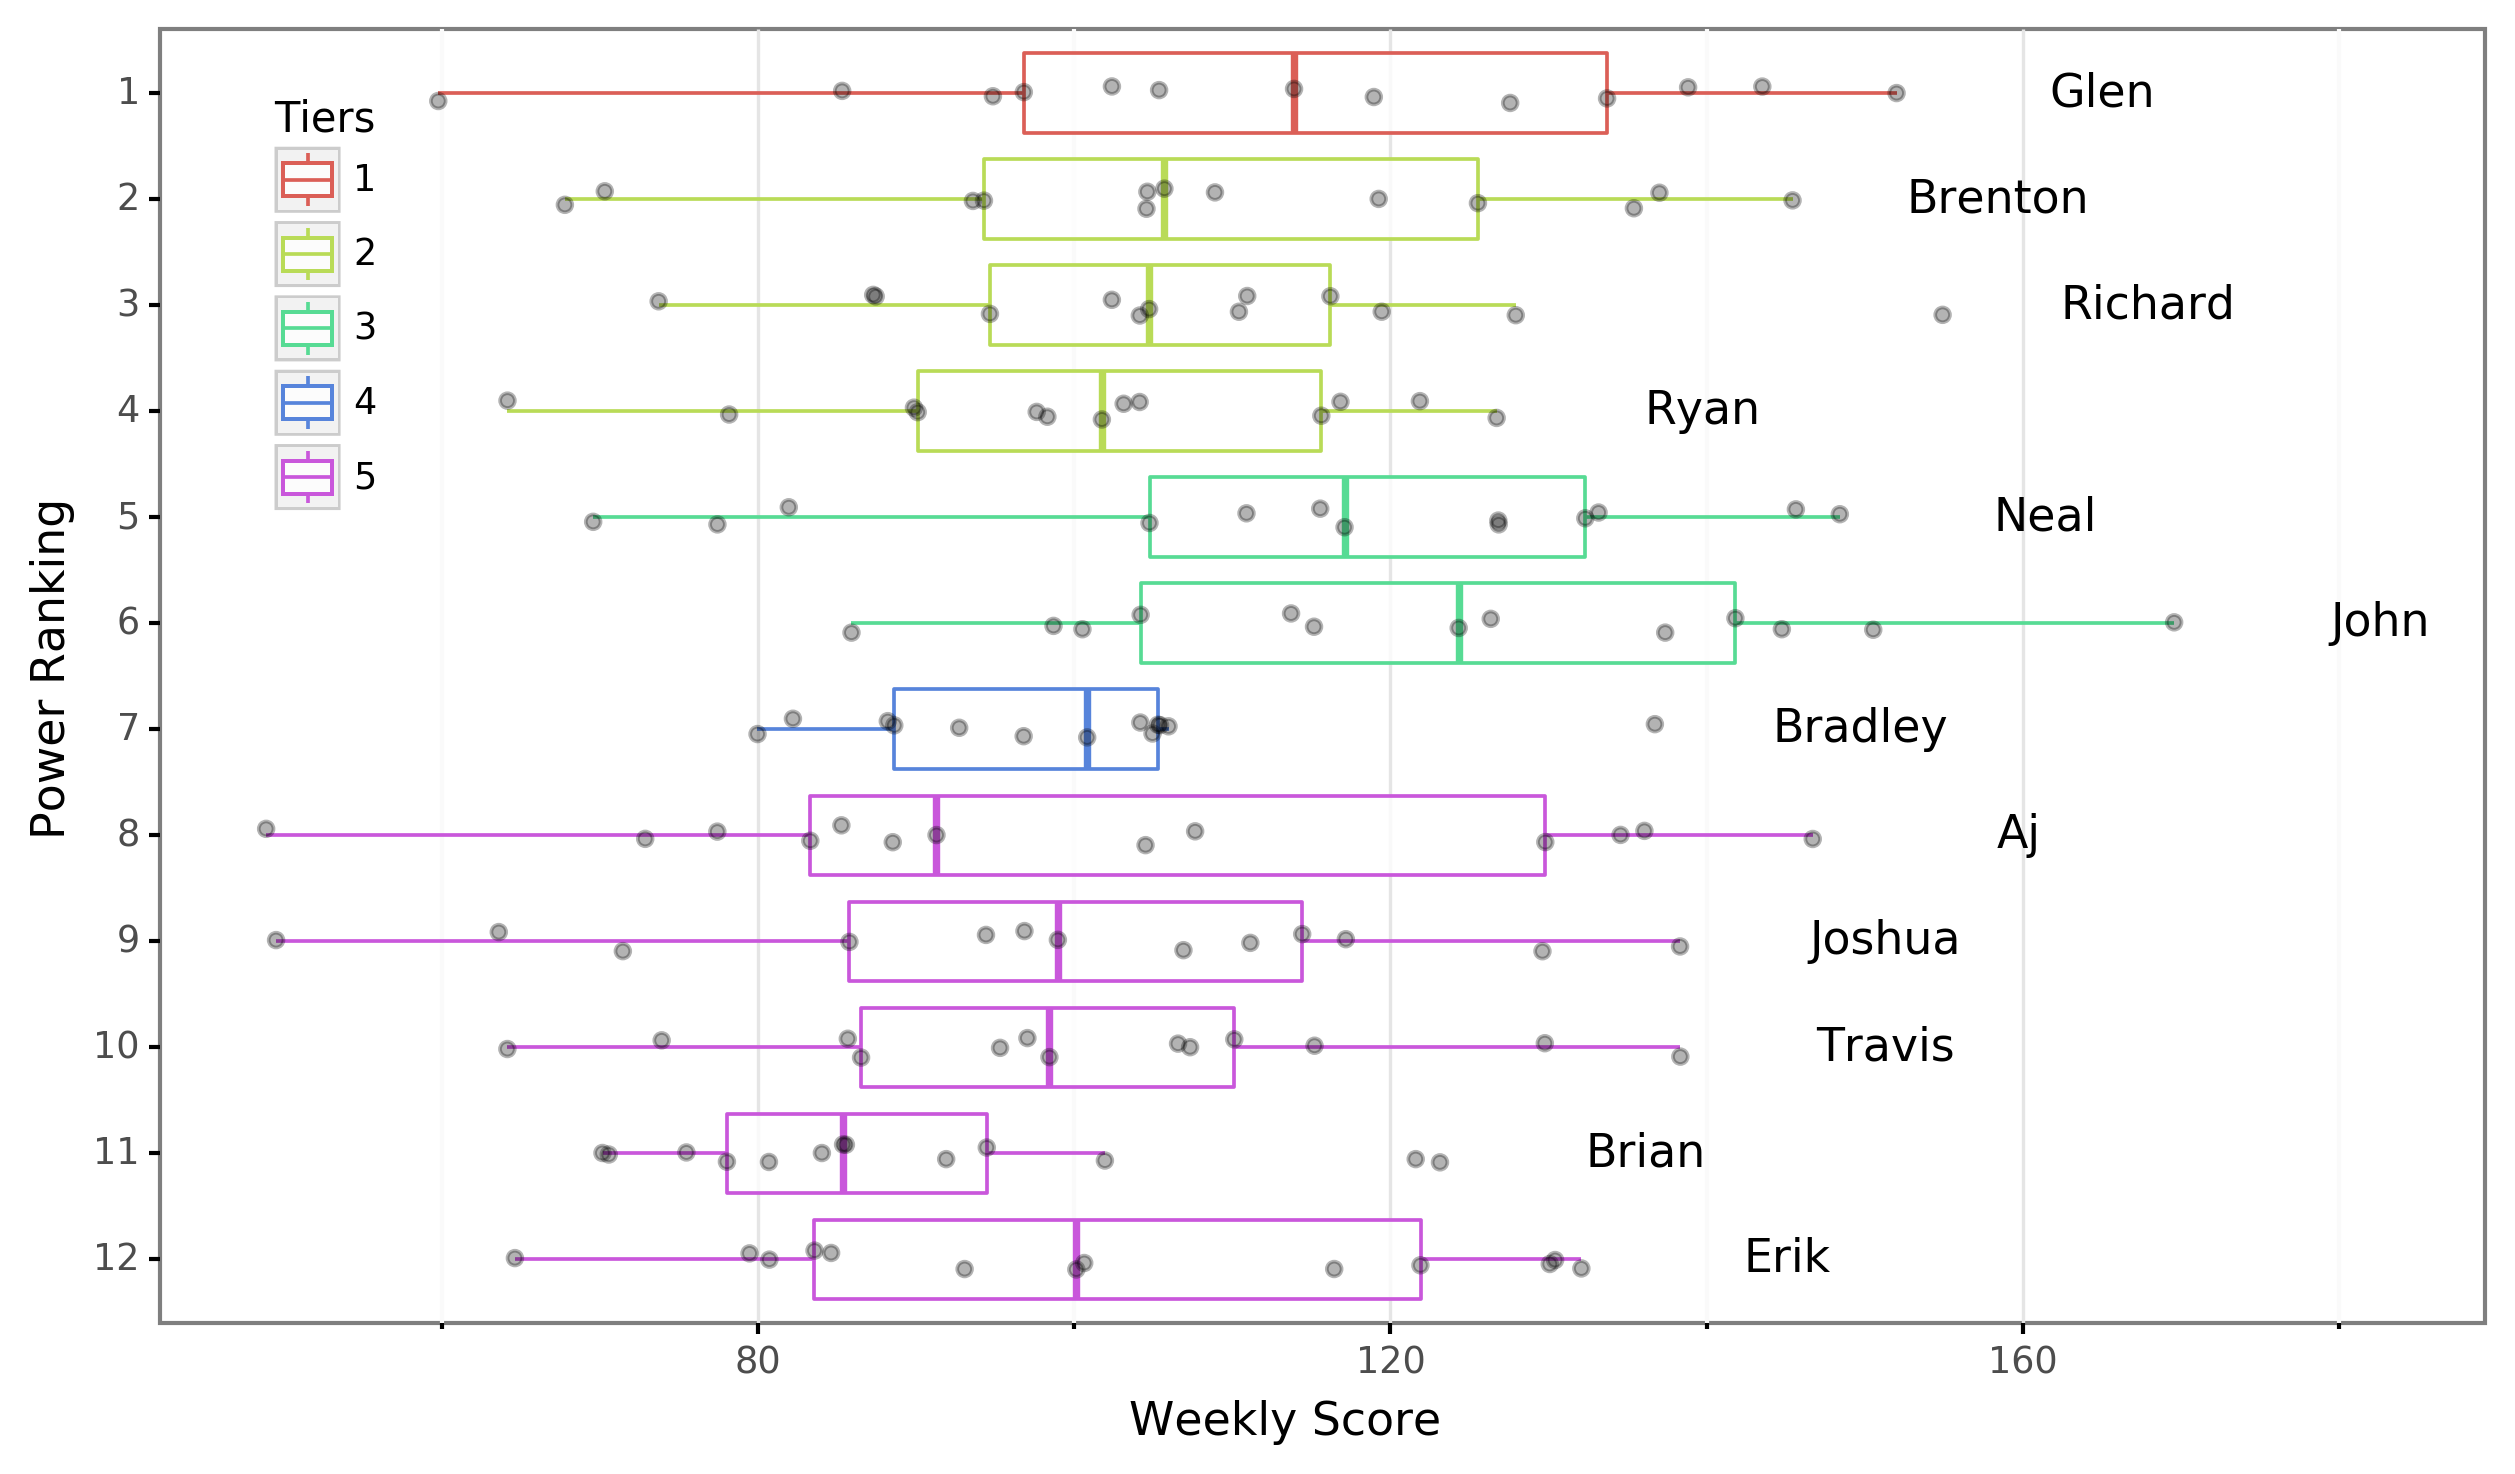 Tiers
1
2
3
4
5
Power Ranking
1
2
3
4
5
6
7
8
9
10
11
12
Glen
Brenton
Richard
Ryan
Neal
John
Bradley
Aj
Joshua
Travis
Brian
Erik
80
120
160
Weekly Score